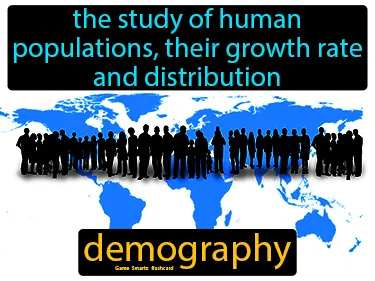 the study of human
populations, their growth rate
and distribution
demography
Game Smartz flashcard